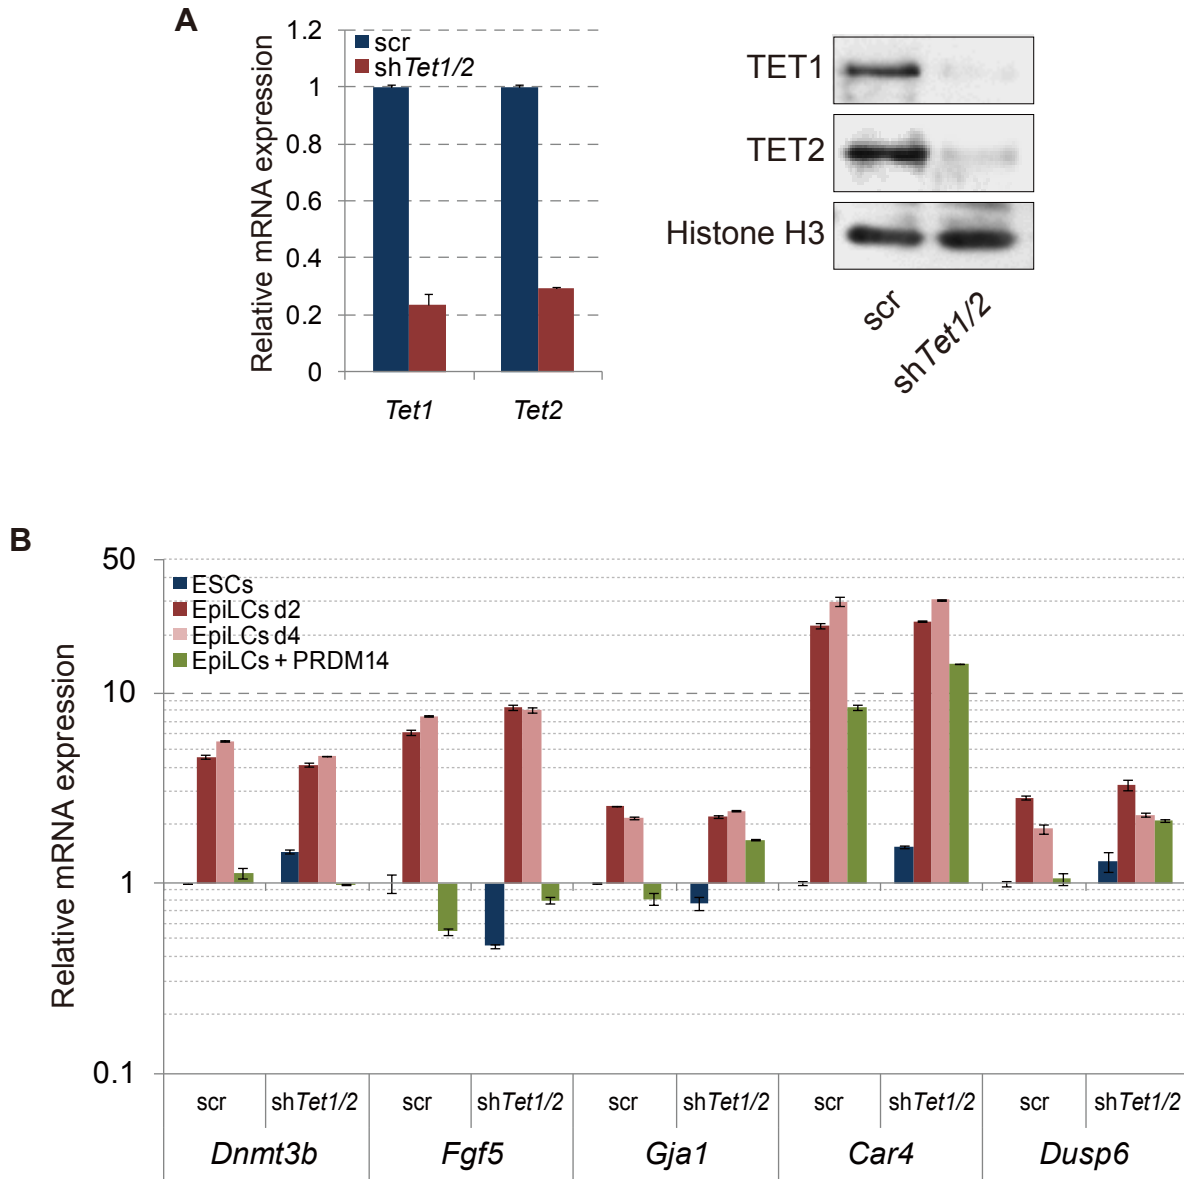 A
Relative mRNA expression
1.2
1
0.8
0.6
0.4
0.2
0
scr
shTet1/2
Tet1
Tet2
TET1
TET2
Histone H3
scr
shTet1/2
B
Relative mRNA expression
50
10
1
0.1
ESCs
EpiLCs d2
EpiLCs d4
EpiLCs + PRDM14
scr shTet1/2 scr shTet1/2 scr shTet1/2 scr shTet1/2 scr shTet1/2
Dnmt3b Fgf5 Gja1 Car4 Dusp6